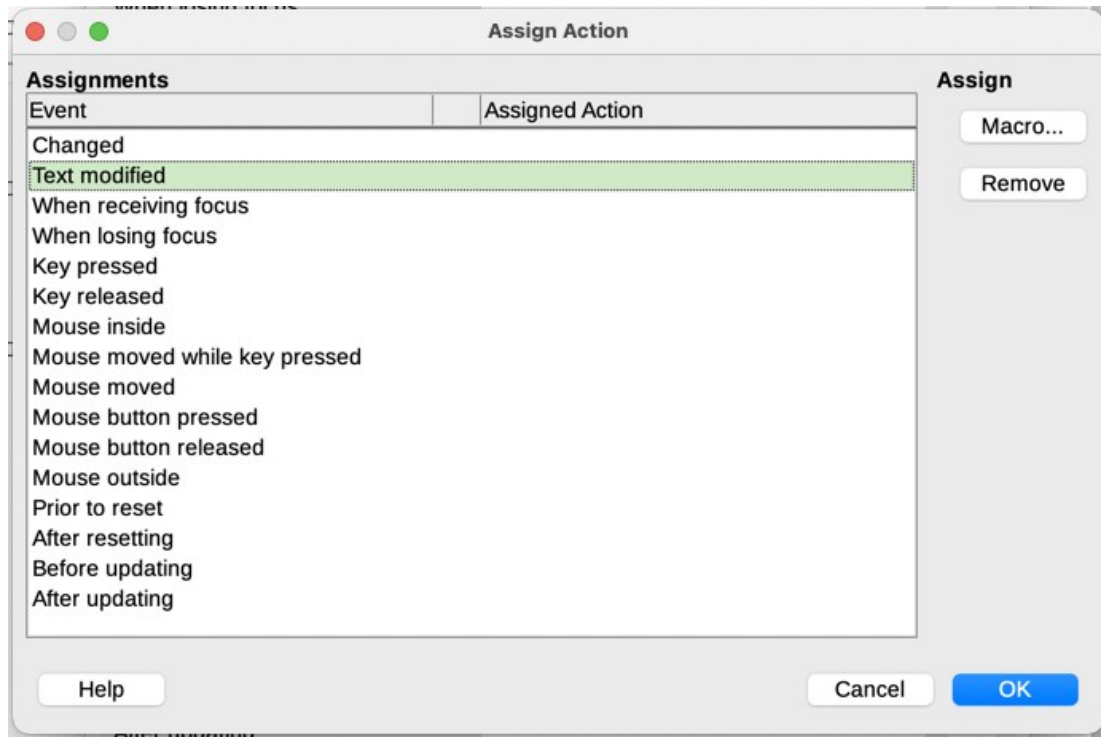 Assign Action
Assignments
Assign
Event
Assigned Action
Macro...
Changed
Text modified
Remove
When receiving focus
When losing focus
Key pressed
Key released
Mouse inside
Mouse moved while key pressed
Mouse moved
Mouse button pressed
Mouse button released
Mouse outside
Prior to reset
After resetting
Before updating
After updating
Help
Cancel
OK